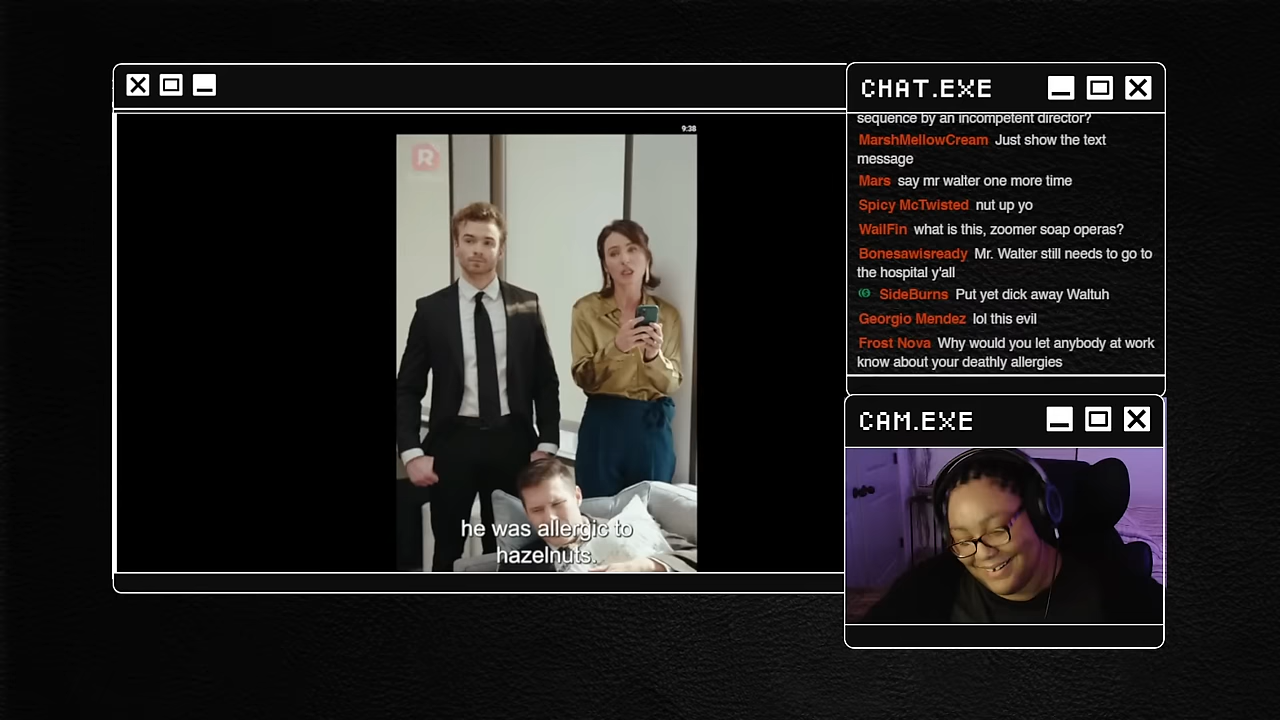 9:38
R
he was allergic to
hazelnuts.
CHAT.EXE
sequence by an incompetent director?
MarshMellowCream Just show the text
message
Mars say mr walter one more time
Spicy McTwisted nut up yo
WailFin what is this, zoomer soap operas?
Bonesawisready Mr. Walter still needs to go to
the hospital y'all
SideBurns Put yet dick away Waltuh
Georgio Mendez lol this evil
Frost Nova Why would you let anybody at work
know about your deathly allergies
CAM.EXE